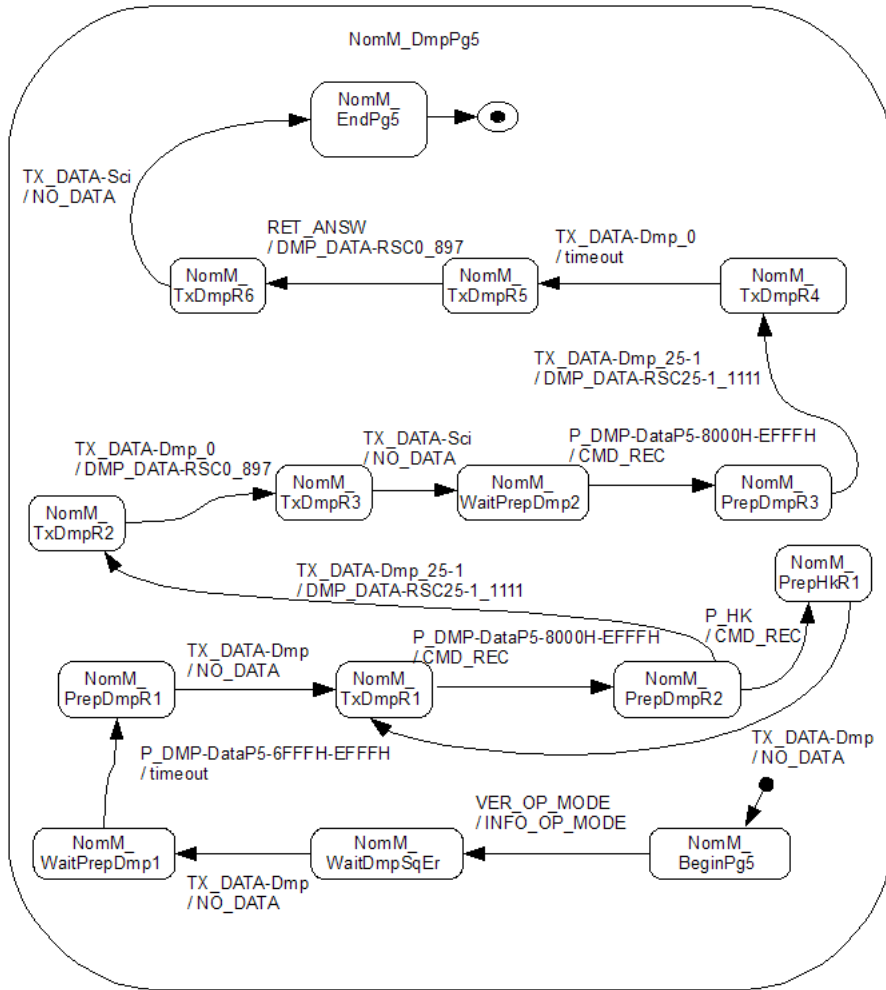 NomM_DmpPg5
NomM_
EndPg5
TX_DATA-Sci
/ NO_DATA
RET_ANSW
/ DMP_DATA-RSC0_897
TX_DATA-Dmp_0
/ timeout
NomM_
TxDmpR6
NomM_
TxDmpR5
NomM_
TxDmpR4
TX_DATA-Dmp_25-1
/ DMP_DATA-RSC25-1_1111
TX_DATA-Dmp_0
/ DMP_DATA-RSC0_897
TX_DATA-Sci
/ NO_DATA
P_DMP-DataP5-8000H-EFFFH
/ CMD_REC
NomM_
TxDmpR2
NomM_
TxDmpR3
NomM_
WaitPrepDmp2
NomM_
PrepDmpR3
TX_DATA-Dmp_25-1
/ DMP_DATA-RSC25-1_1111
NomM_
PrepHkR1
P_HK
/ CMD_REC
TX_DATA-Dmp
/ NO_DATA
P_DMP-DataP5-8000H-EFFFH
/ CMD_REC
NomM_
PrepDmpR1
NomM_
TxDmpR1
NomM_
PrepDmpR2
P_DMP-DataP5-6FFFH-EFFFH
/ timeout
TX_DATA-Dmp
/ NO_DATA
VER_OP_MODE
/ INFO_OP_MODE
NomM_
WaitPrepDmp1
NomM_
WaitDmpSqEr
NomM_
BeginPg5
TX_DATA-Dmp
/ NO_DATA